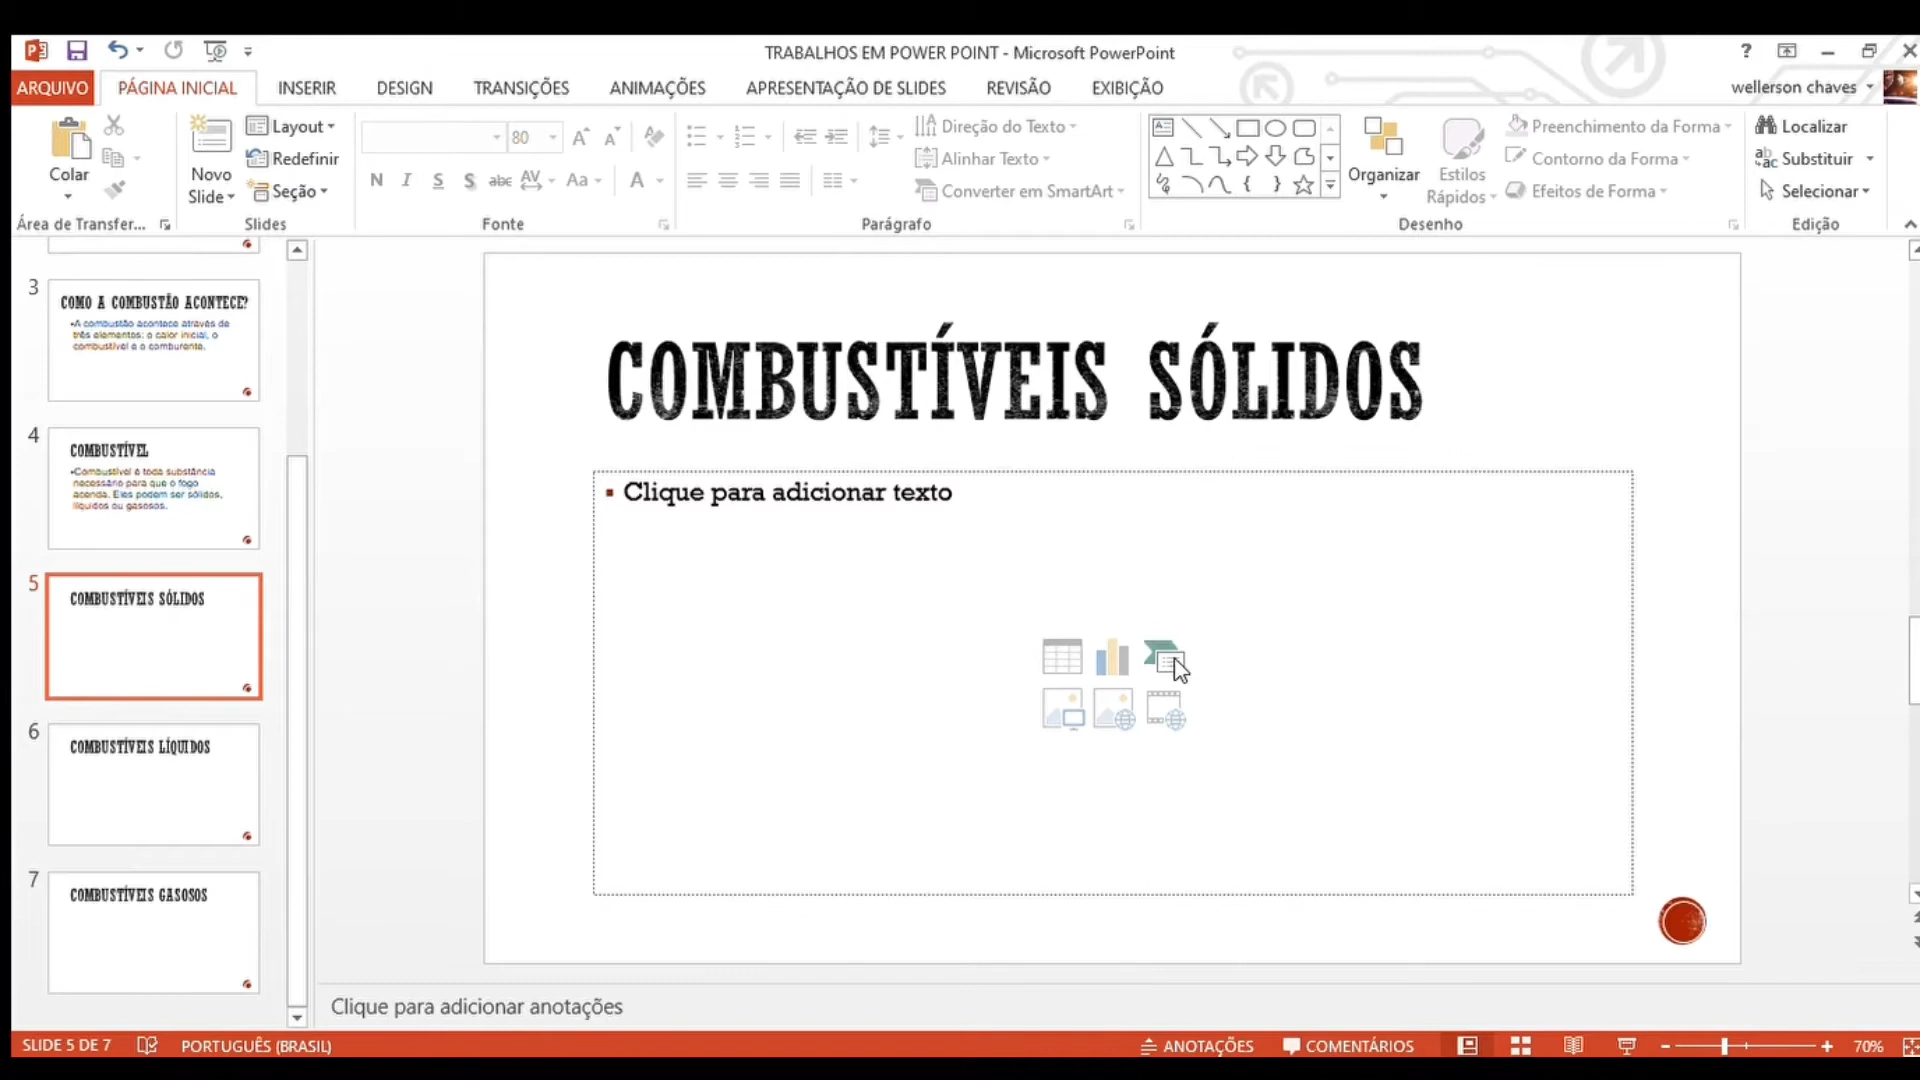 TRABALHOS EM POWER POINT - Microsoft PowerPoint
?
ARQUIVO
PÁGINA INICIAL
INSERIR
DESIGN
TRANSIÇÕES
ANIMAÇÕES
APRESENTAÇÃO DE SLIDES
REVISÃO
EXIBIÇÃO
wellerson chaves
Colar
Área de Transfer...
Novo
Slide
Layout
Redefinir
Seção
Slides
80
N I S S abc AV Aa A
Fonte
Direção do Texto
Alinhar Texto
Converter em SmartArt
Parágrafo
Organizar
Estilos
Rápidos
Preenchimento da Forma
Contorno da Forma
Efeitos de Forma
Desenho
Localizar
Substituir
Selecionar
Edição
3
COMO A COMBUSTÃO ACONTECE?
•A combustão acontece através de
três elementos: o calor inicial, o
combustível e o comburente.
4
COMBUSTÍVEL
•Combustível é toda substância
necessário para que o fogo
acenda. Eles podem ser sólidos,
líquidos ou gasosos.
5
COMBUSTÍVEIS SÓLIDOS
6
COMBUSTÍVEIS LÍQUIDOS
7
COMBUSTÍVEIS GASOSOS
COMBUSTÍVEIS SÓLIDOS
▪ Clique para adicionar texto
Clique para adicionar anotações
SLIDE 5 DE 7
PORTUGUÊS (BRASIL)
ANOTAÇÕES
COMENTÁRIOS
70%